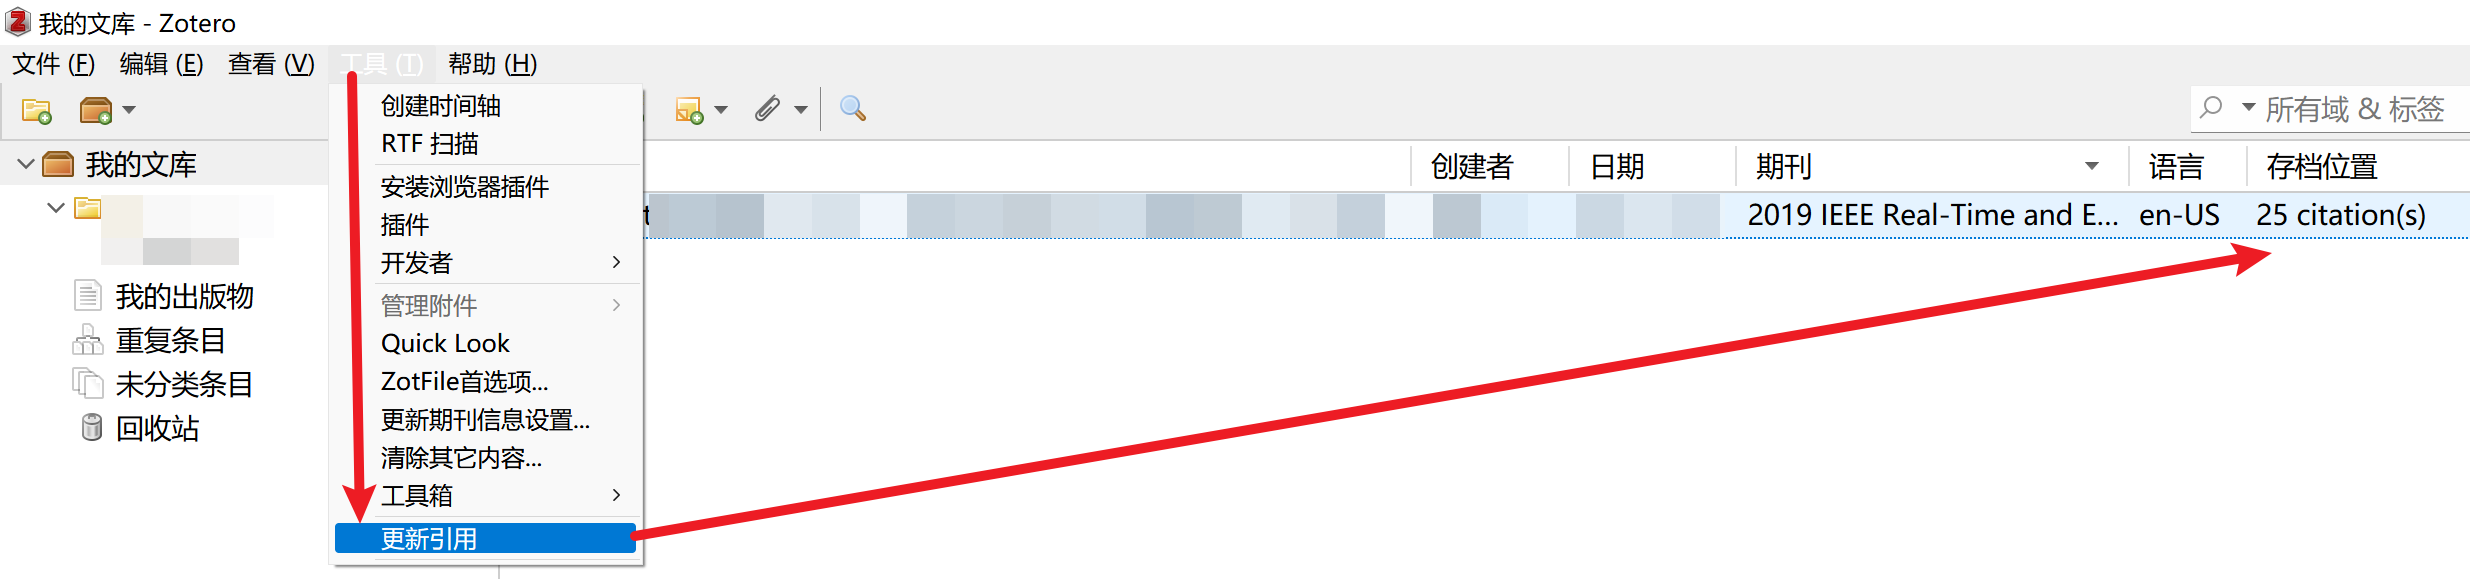 我的文库 - Zotero
文件 (F) 编辑 (E) 查看 (V) 工具 (T) 帮助 (H)
创建时间轴
RTF 扫描
安装浏览器插件
插件
开发者
管理附件
Quick Look
ZotFile首选项...
更新期刊信息设置...
清除其它内容...
工具箱
更新引用
所有域 & 标签
我的文库
我的出版物
重复条目
未分类条目
回收站
创建者 日期 期刊 语言 存档位置
t 2019 IEEE Real-Time and E... en-US 25 citation(s)